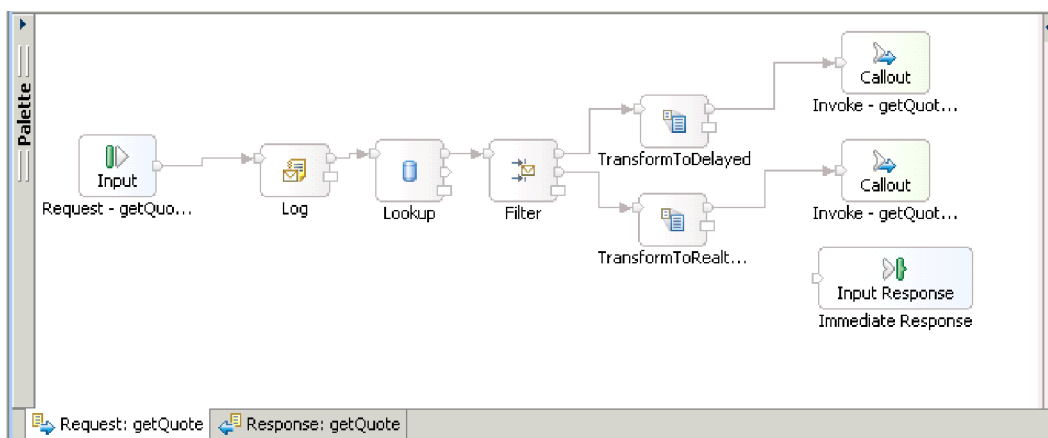 Palette
Callout
Invoke - getQuot...
TransformToDelayed
Input
Request - getQuo...
Log
Lookup
Filter
Callout
Invoke - getQuot...
TransformToRealt...
Input Response
Immediate Response
Request: getQuote
Response: getQuote